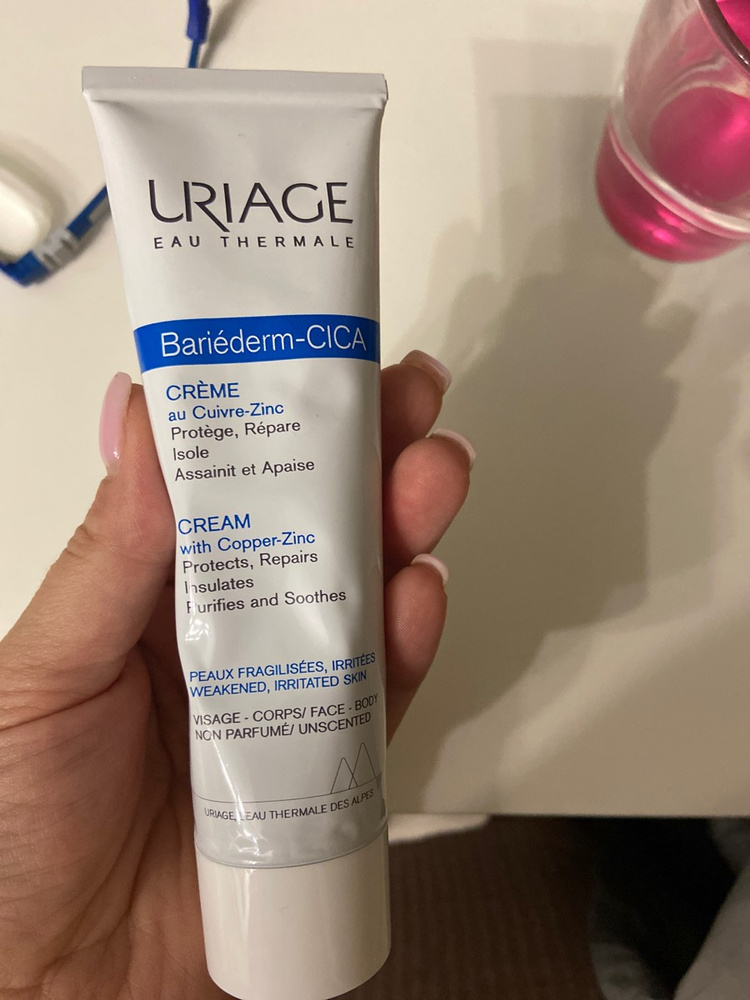 URIAGE
EAU THERMALE
Bariéderm-CICA
CRÈME
au Cuivre-Zinc
Protège, Répare
Isole
Assainit et Apaise
CREAM
with Copper-Zinc
Protects, Repairs
Insulates
Purifies and Soothes
PEAUX FRAGILISÉES, IRRITÉES
WEAKENED, IRRITATED SKIN
VISAGE - CORPS/ FACE - BODY
NON PARFUMÉ/ UNSCENTED
URIAGE, EAU THERMALE DES ALPES